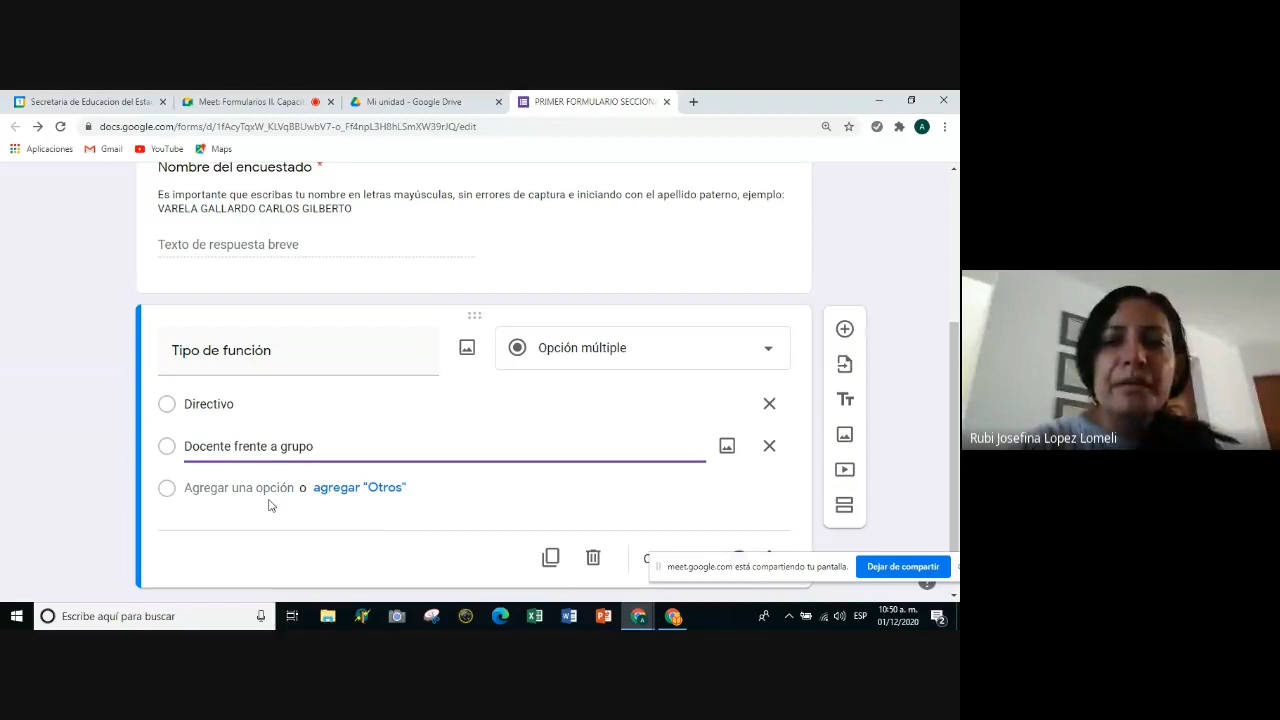 Secretaria de Educacion del Esta
Meet: Formularios II. Capaci
Mi unidad - Google Drive
PRIMER FORMULARIO SECCION
docs.google.com/forms/d/1fAcyTqxW_KLVqBBUwbV7-o_Ff4npL3H8hLSmXW39rJQ/edit
A
Aplicaciones
Gmail
YouTube
Maps
Nombre del encuestado *
Es importante que escribas tu nombre en letras mayúsculas, sin errores de captura e iniciando con el apellido paterno, ejemplo:
VARELA GALLARDO CARLOS GILBERTO
Texto de respuesta breve
Tipo de función
Opción múltiple
Directivo
Docente frente a grupo
Agregar una opción o agregar "Otros"
Tт
meet.google.com está compartiendo tu pantalla.
Dejar de compartir
Rubi Josefina Lopez Lomeli
Escribe aquí para buscar
ESP
10:50 a. m.
01/12/2020
2